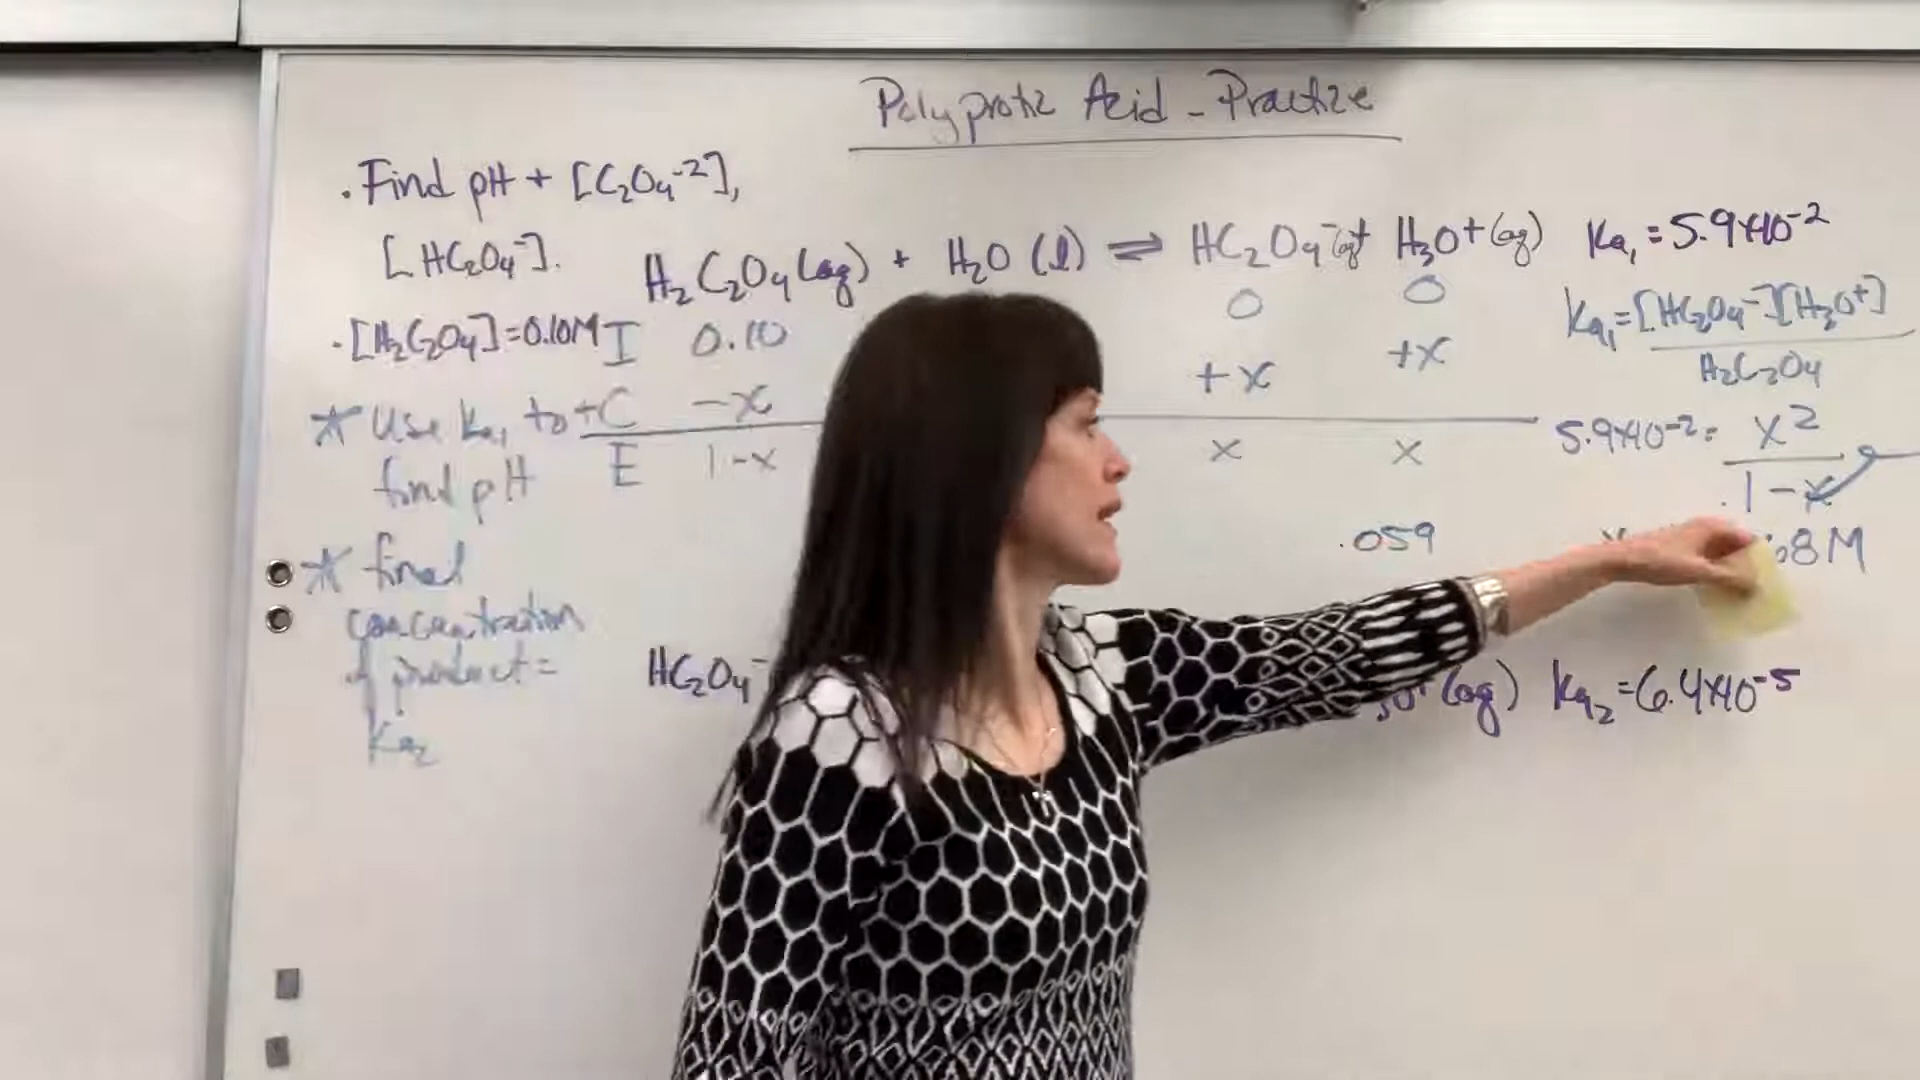 Polyprotic Acid - Practice
. Find pH + [C₂O₄⁻²],
[HC₂O₄⁻].
H₂C₂O₄(aq) + H₂O (l) ⇌ HC₂O₄⁻(aq)+ H₃O+(aq) Ka₁ = 5.9x10⁻²
. [H₂C₂O₄]=0.10M
I 0.10 0 0
Ka₁=[HC₂O₄⁻][H₃O⁺]
H₂C₂O₄
* Use Ka₁ to
find pH
+C -x +x +x
E 1-x x x
5.9x10⁻²= x²
.1-x
.059
8M
* final
concentration
of product =
Ka₂
HC₂O₄⁻
(aq) Ka₂ =6.4x10⁻⁵